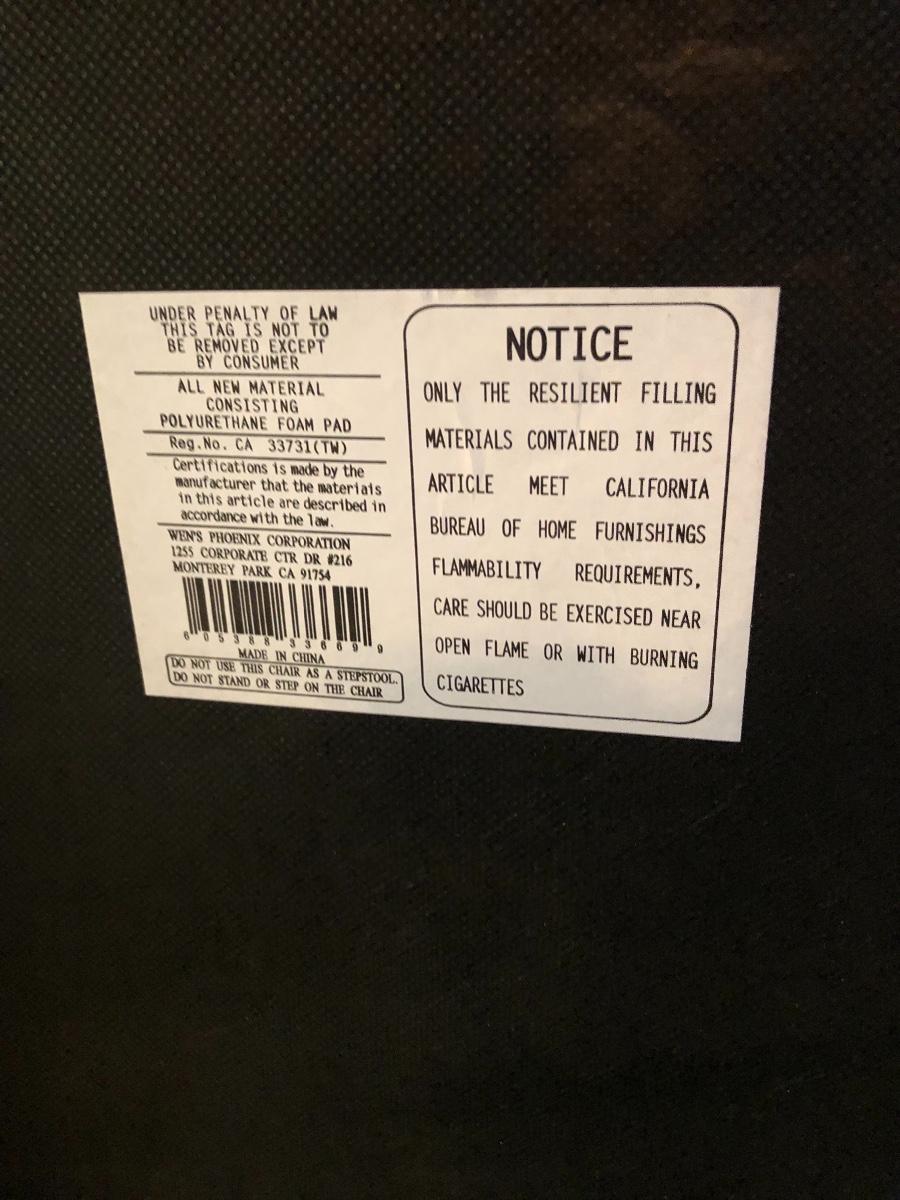 UNDER PENALTY OF LAW
THIS TAG IS NOT TO
BE REMOVED EXCEPT
BY CONSUMER
ALL NEW MATERIAL
CONSISTING
POLYURETHANE FOAM PAD
Reg.No. CA 33731(TW)
Certifications is made by the
manufacturer that the materials
in this article are described in
accordance with the law.
WEN'S PHOENIX CORPORATION
1255 CORPORATE CTR DR #216
MONTEREY PARK CA 91754
6 05388 33669 9
MADE IN CHINA
DO NOT USE THIS CHAIR AS A STEPSTOOL.
DO NOT STAND OR STEP ON THE CHAIR
NOTICE
ONLY THE RESILIENT FILLING
MATERIALS CONTAINED IN THIS
ARTICLE MEET CALIFORNIA
BUREAU OF HOME FURNISHINGS
FLAMMABILITY REQUIREMENTS,
CARE SHOULD BE EXERCISED NEAR
OPEN FLAME OR WITH BURNING
CIGARETTES